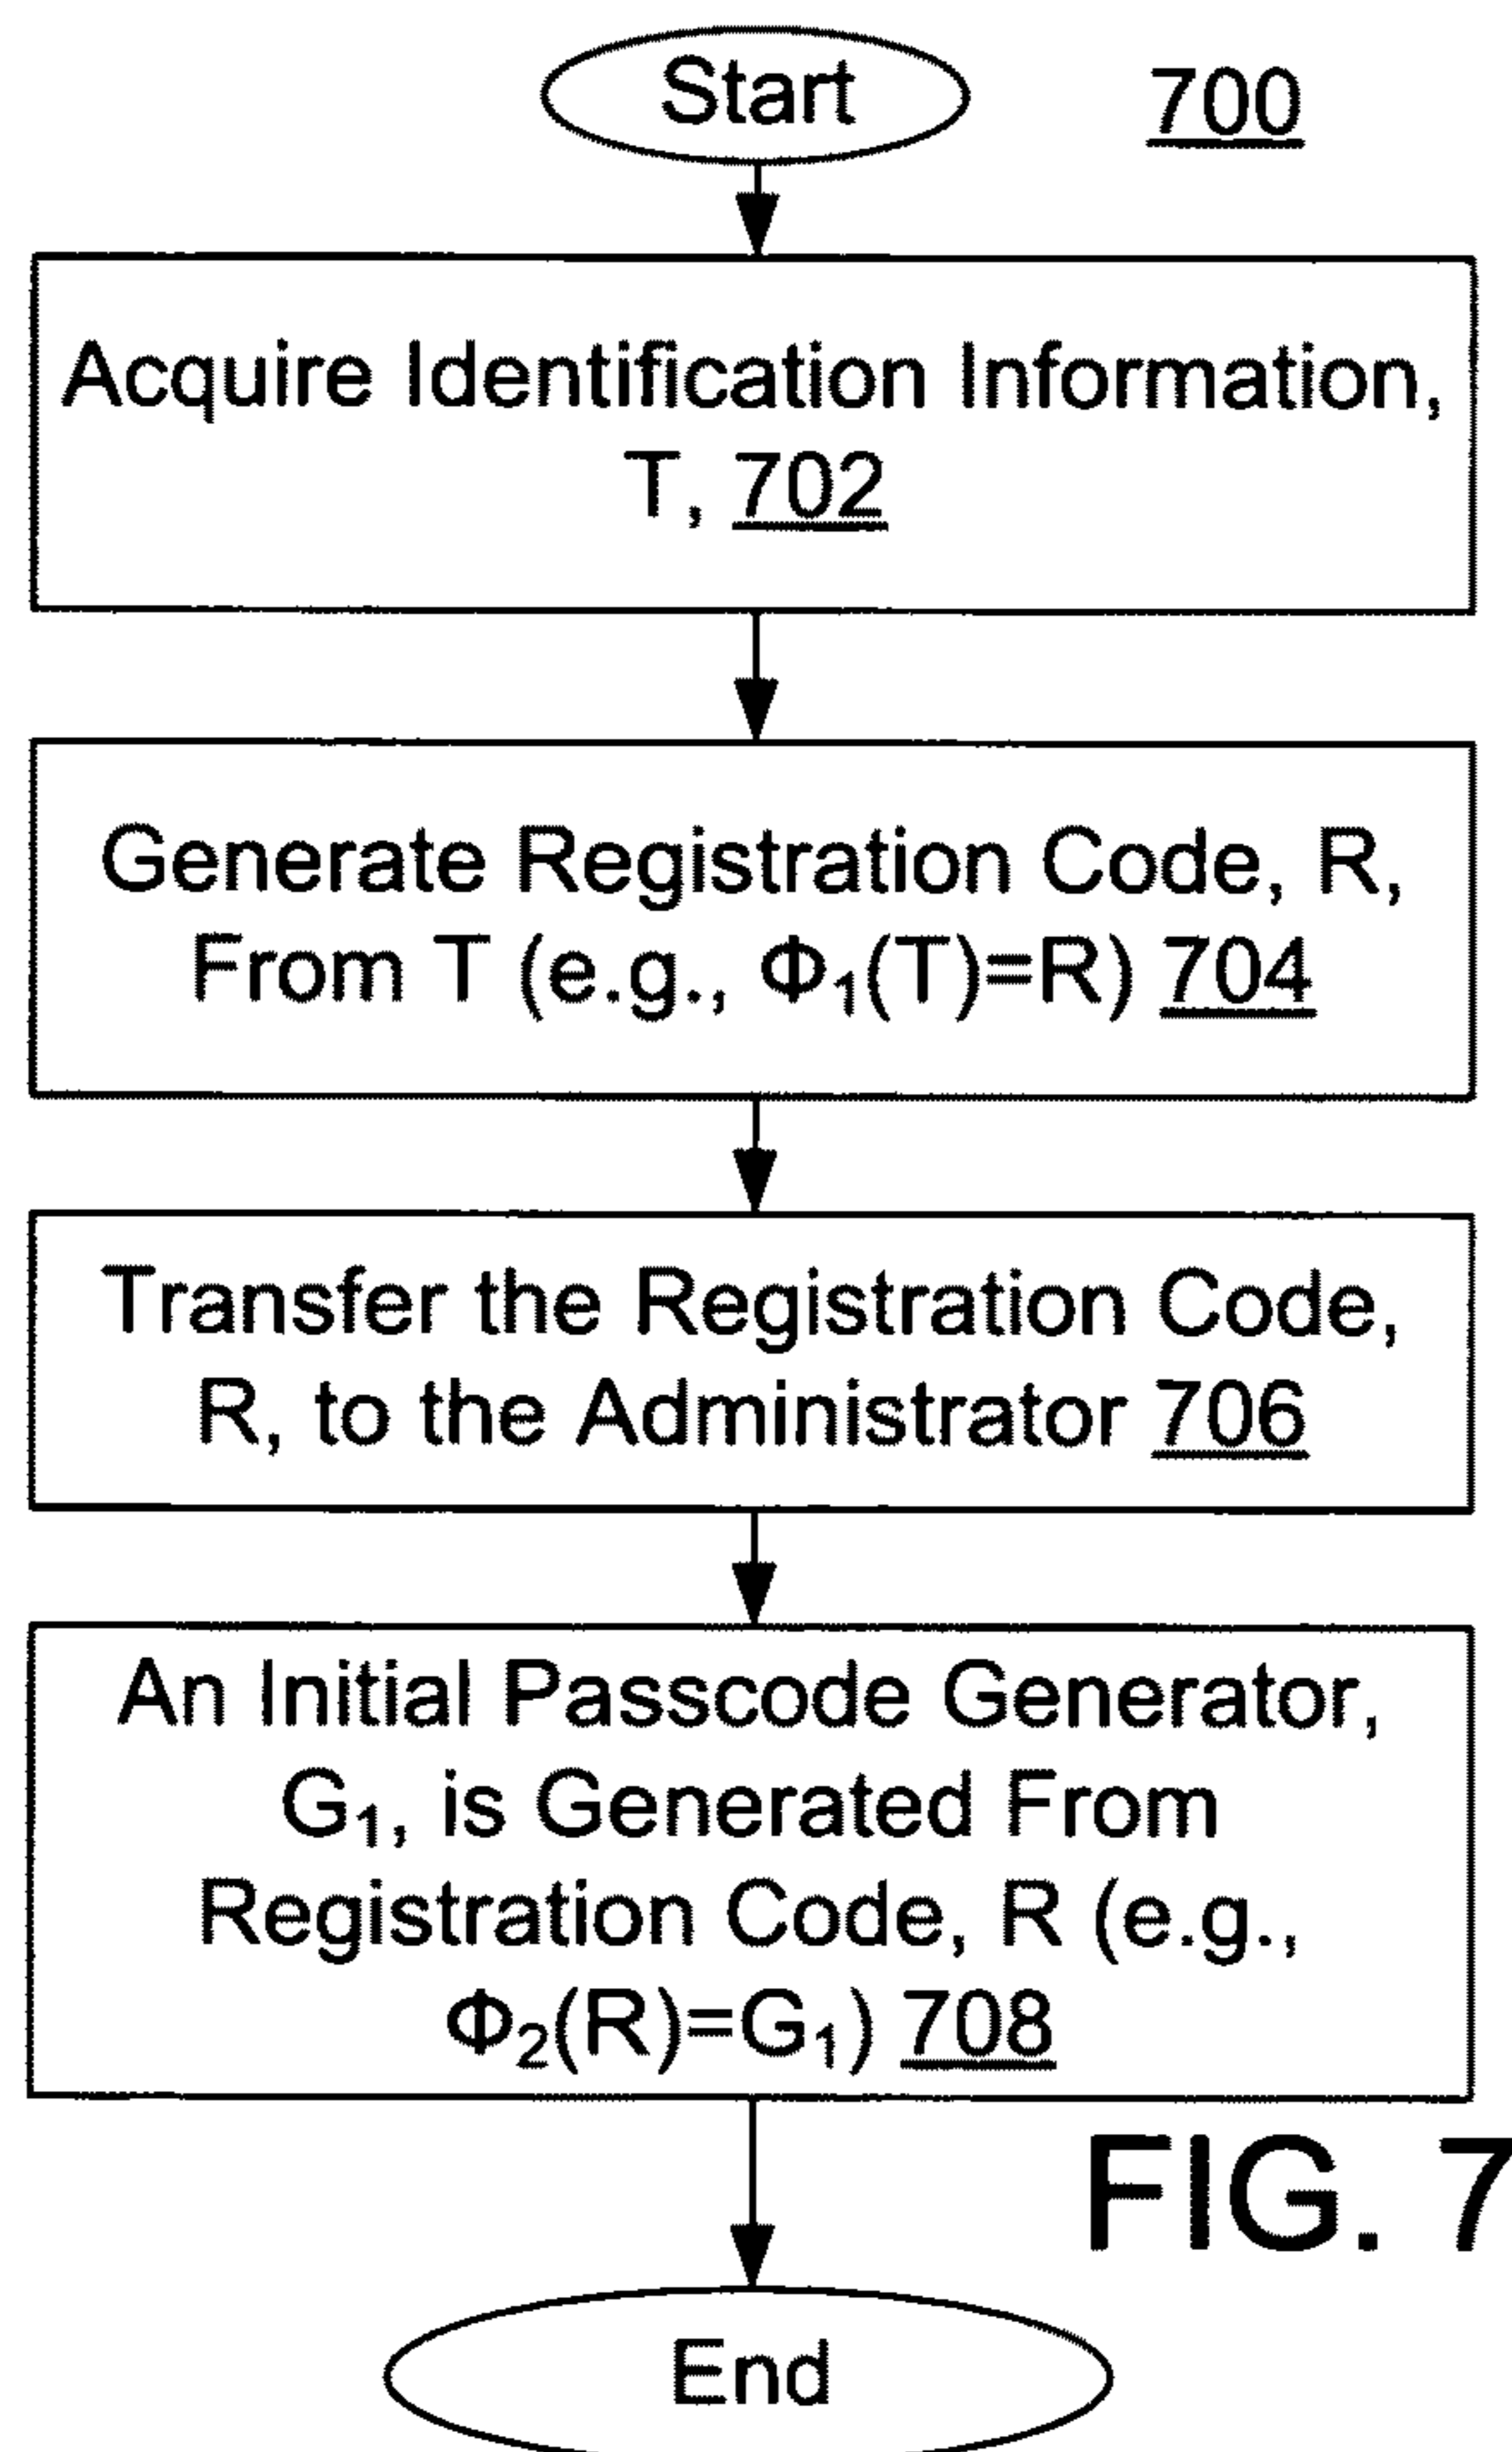 Start
700
Acquire Identification Information,
T, 702
Generate Registration Code, R,
From T (e.g., Φ₁(T)=R) 704
Transfer the Registration Code,
R, to the Administrator 706
An Initial Passcode Generator,
G₁, is Generated From
Registration Code, R (e.g.,
Φ₂(R)=G₁) 708
FIG. 7
End